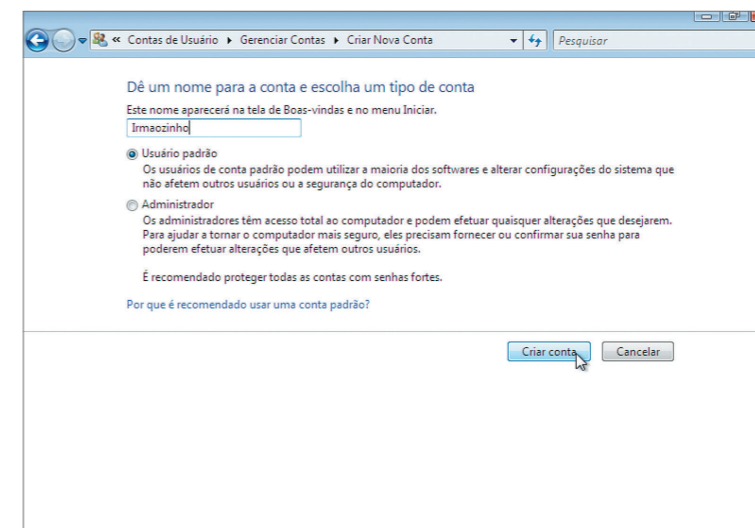 « Contas de Usuário ▸ Gerenciar Contas ▸ Criar Nova Conta
Pesquisar
Dê um nome para a conta e escolha um tipo de conta
Este nome aparecerá na tela de Boas-vindas e no menu Iniciar.
Irmaozinho
Usuário padrão
Os usuários de conta padrão podem utilizar a maioria dos softwares e alterar configurações do sistema que
não afetem outros usuários ou a segurança do computador.
Administrador
Os administradores têm acesso total ao computador e podem efetuar quaisquer alterações que desejarem.
Para ajudar a tornar o computador mais seguro, eles precisam fornecer ou confirmar sua senha para
poderem efetuar alterações que afetem outros usuários.
É recomendado proteger todas as contas com senhas fortes.
Por que é recomendado usar uma conta padrão?
Criar conta
Cancelar